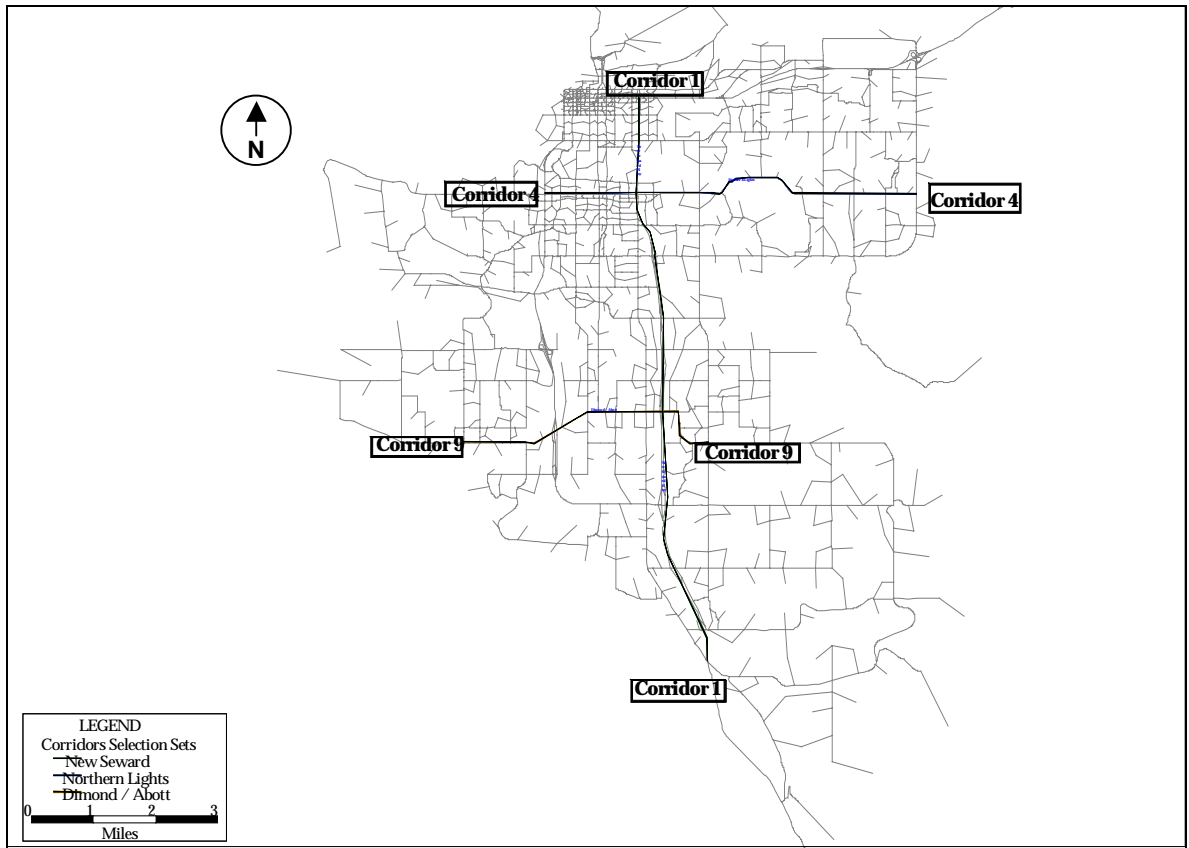 Corridor 1
N
Corridor 4
Corridor 4
Corridor 9
Corridor 9
Corridor 1
LEGEND
Corridors Selection Sets
New Seward
Northern Lights
Dimond / Abott
0 1 2 3
Miles